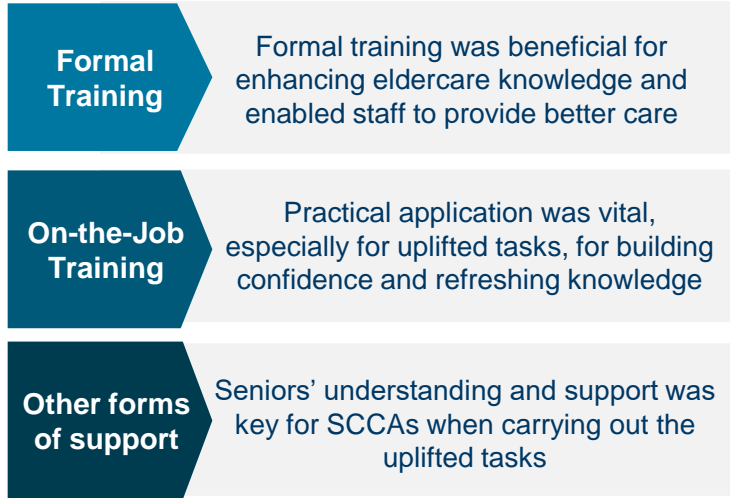 Formal
Training
Formal training was beneficial for
enhancing eldercare knowledge and
enabled staff to provide better care
On-the-Job
Training
Practical application was vital,
especially for uplifted tasks, for building
confidence and refreshing knowledge
Other forms
of support
Seniors’ understanding and support was
key for SCCAs when carrying out the
uplifted tasks